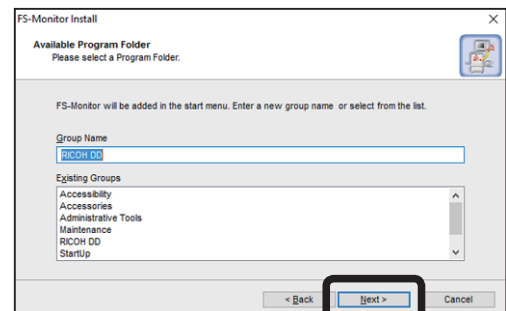 FS-Monitor Install
Available Program Folder
Please select a Program Folder.
FS-Monitor will be added in the start menu. Enter a new group name or select from the list.
Group Name
RICOH DD
Existing Groups
Accessibility
Accessories
Administrative Tools
Maintenance
RICOH DD
StartUp
< Back Next > Cancel